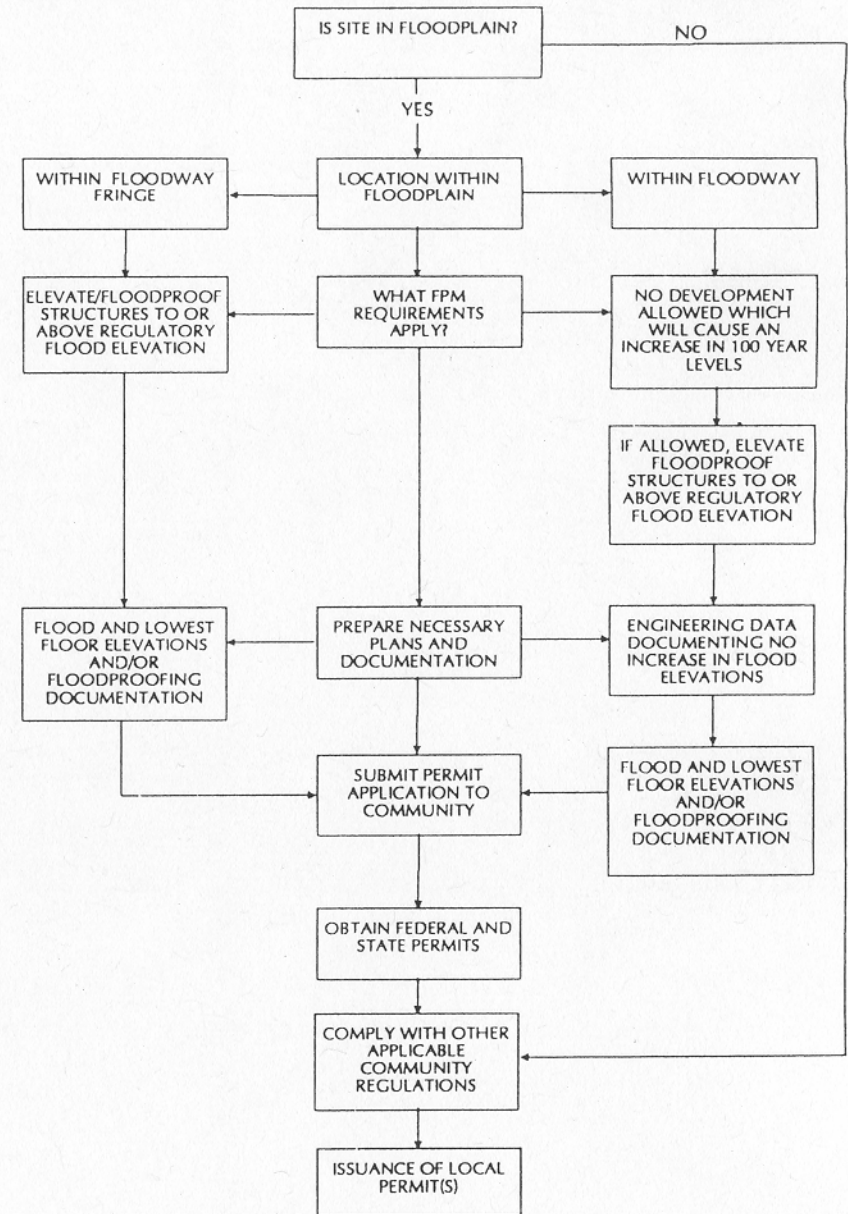 IS SITE IN FLOODPLAIN?
NO
YES
WITHIN FLOODWAY
FRINGE
LOCATION WITHIN
FLOODPLAIN
WITHIN FLOODWAY
ELEVATE/FLOODPROOF
STRUCTURES TO OR
ABOVE REGULATORY
FLOOD ELEVATION
WHAT FPM
REQUIREMENTS
APPLY?
NO DEVELOPMENT
ALLOWED WHICH
WILL CAUSE AN
INCREASE IN 100 YEAR
LEVELS
IF ALLOWED, ELEVATE
FLOODPROOF
STRUCTURES TO OR
ABOVE REGULATORY
FLOOD ELEVATION
FLOOD AND LOWEST
FLOOR ELEVATIONS
AND/OR
FLOODPROOFING
DOCUMENTATION
PREPARE NECESSARY
PLANS AND
DOCUMENTATION
ENGINEERING DATA
DOCUMENTING NO
INCREASE IN FLOOD
ELEVATIONS
SUBMIT PERMIT
APPLICATION TO
COMMUNITY
FLOOD AND LOWEST
FLOOR ELEVATIONS
AND/OR
FLOODPROOFING
DOCUMENTATION
OBTAIN FEDERAL AND
STATE PERMITS
COMPLY WITH OTHER
APPLICABLE
COMMUNITY
REGULATIONS
ISSUANCE OF LOCAL
PERMIT(S)